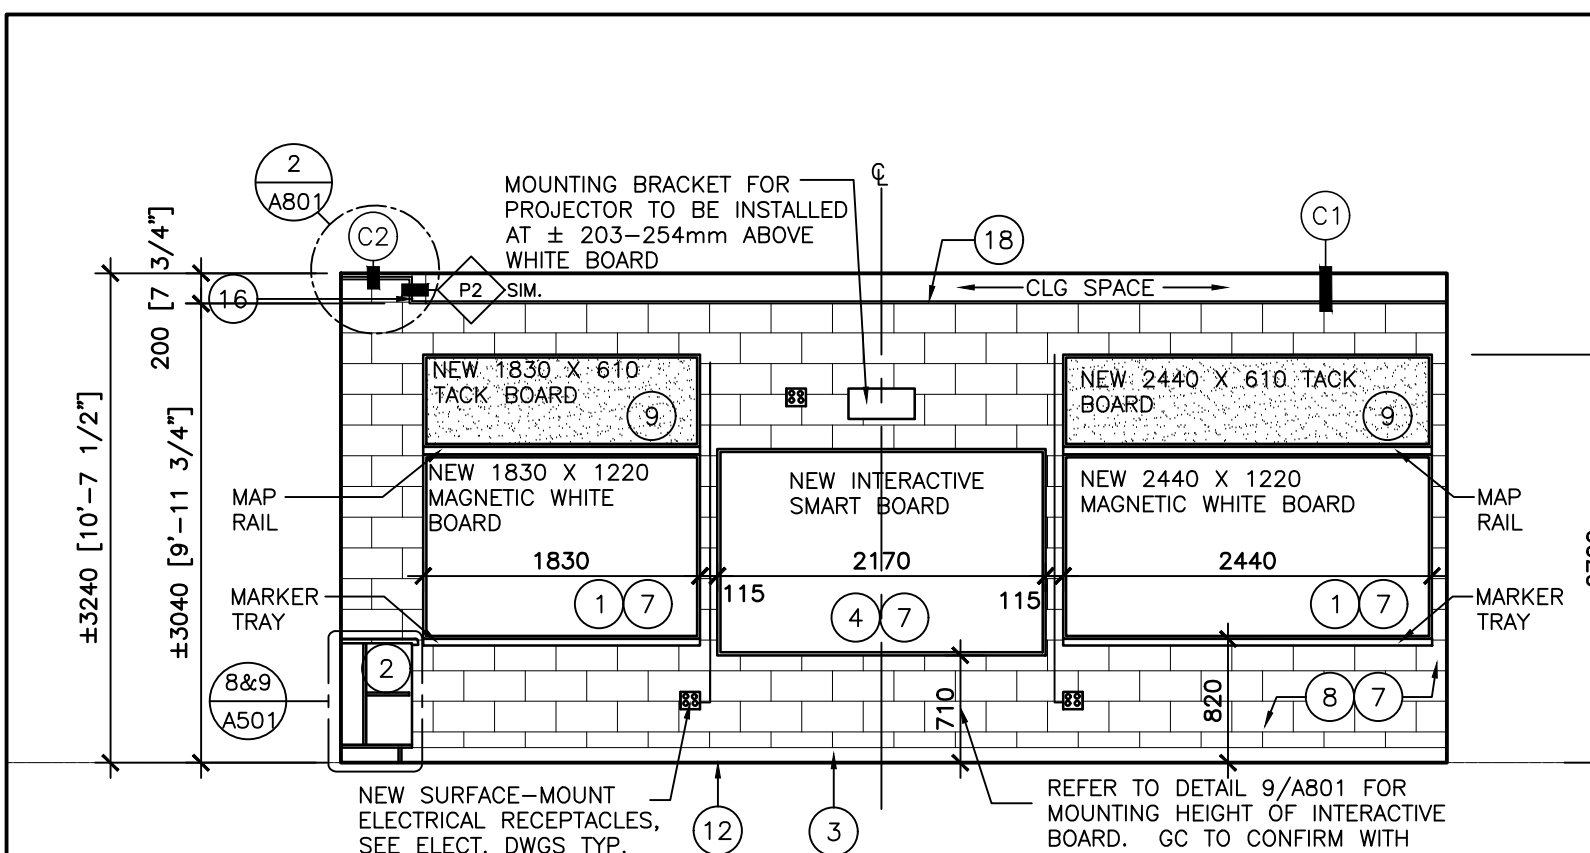 2
A801
C2
MOUNTING BRACKET FOR
PROJECTOR TO BE INSTALLED
AT ± 203-254mm ABOVE
WHITE BOARD
℄
C1
18
16
P2
SIM.
CLG SPACE
200 [7 3/4"]
±3240 [10'-7 1/2"]
±3040 [9'-11 3/4"]
NEW 1830 X 610
TACK BOARD
9
NEW 2440 X 610 TACK
BOARD
9
MAP
RAIL
NEW 1830 X 1220
MAGNETIC WHITE
BOARD
NEW INTERACTIVE
SMART BOARD
NEW 2440 X 1220
MAGNETIC WHITE BOARD
MAP
RAIL
1830
2170
2440
115
115
MARKER
TRAY
1
7
4
7
1
7
MARKER
TRAY
2
8&9
A501
710
820
8
7
NEW SURFACE-MOUNT
ELECTRICAL RECEPTACLES,
SEE ELECT. DWGS TYP.
12
3
REFER TO DETAIL 9/A801 FOR
MOUNTING HEIGHT OF INTERACTIVE
BOARD. GC TO CONFIRM WITH